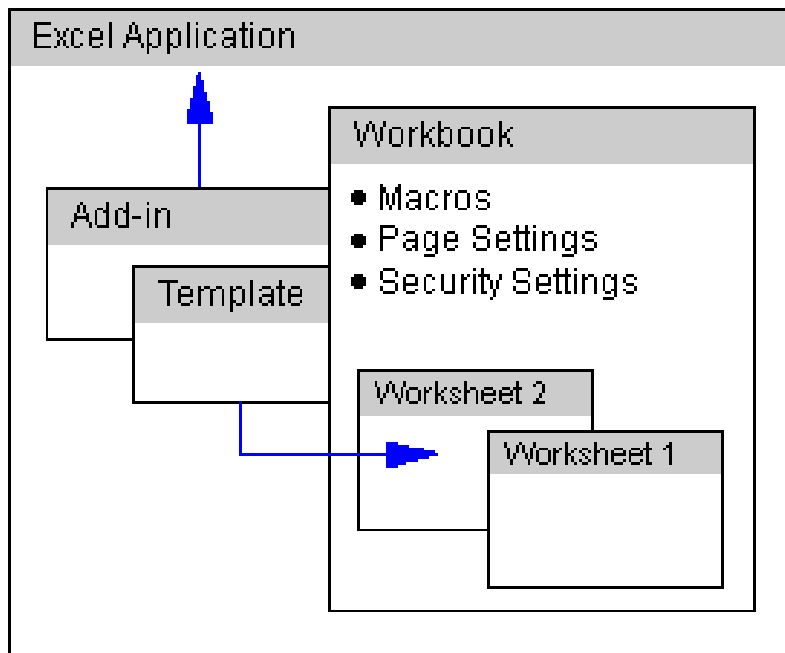 Excel Application
Workbook
• Macros
• Page Settings
• Security Settings
Add-in
Template
Worksheet 2
Worksheet 1